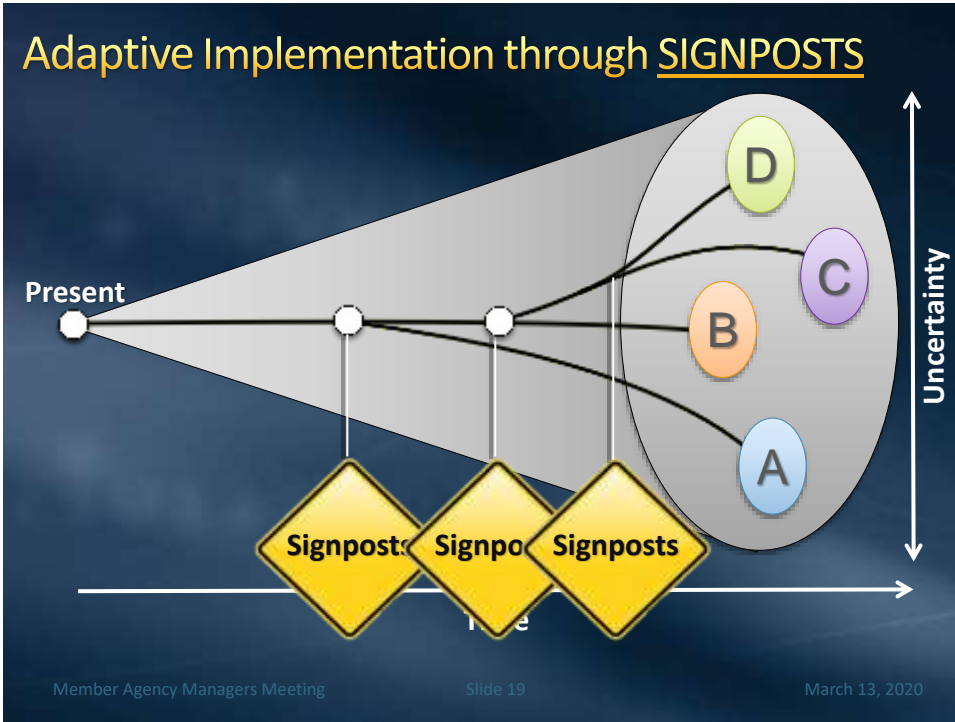 Adaptive Implementation through SIGNPOSTS
D
C
Present
B
Uncertainty
A
Signposts
Signpo
Signposts
Member Agency Managers Meeting
Slide 19
March 13, 2020